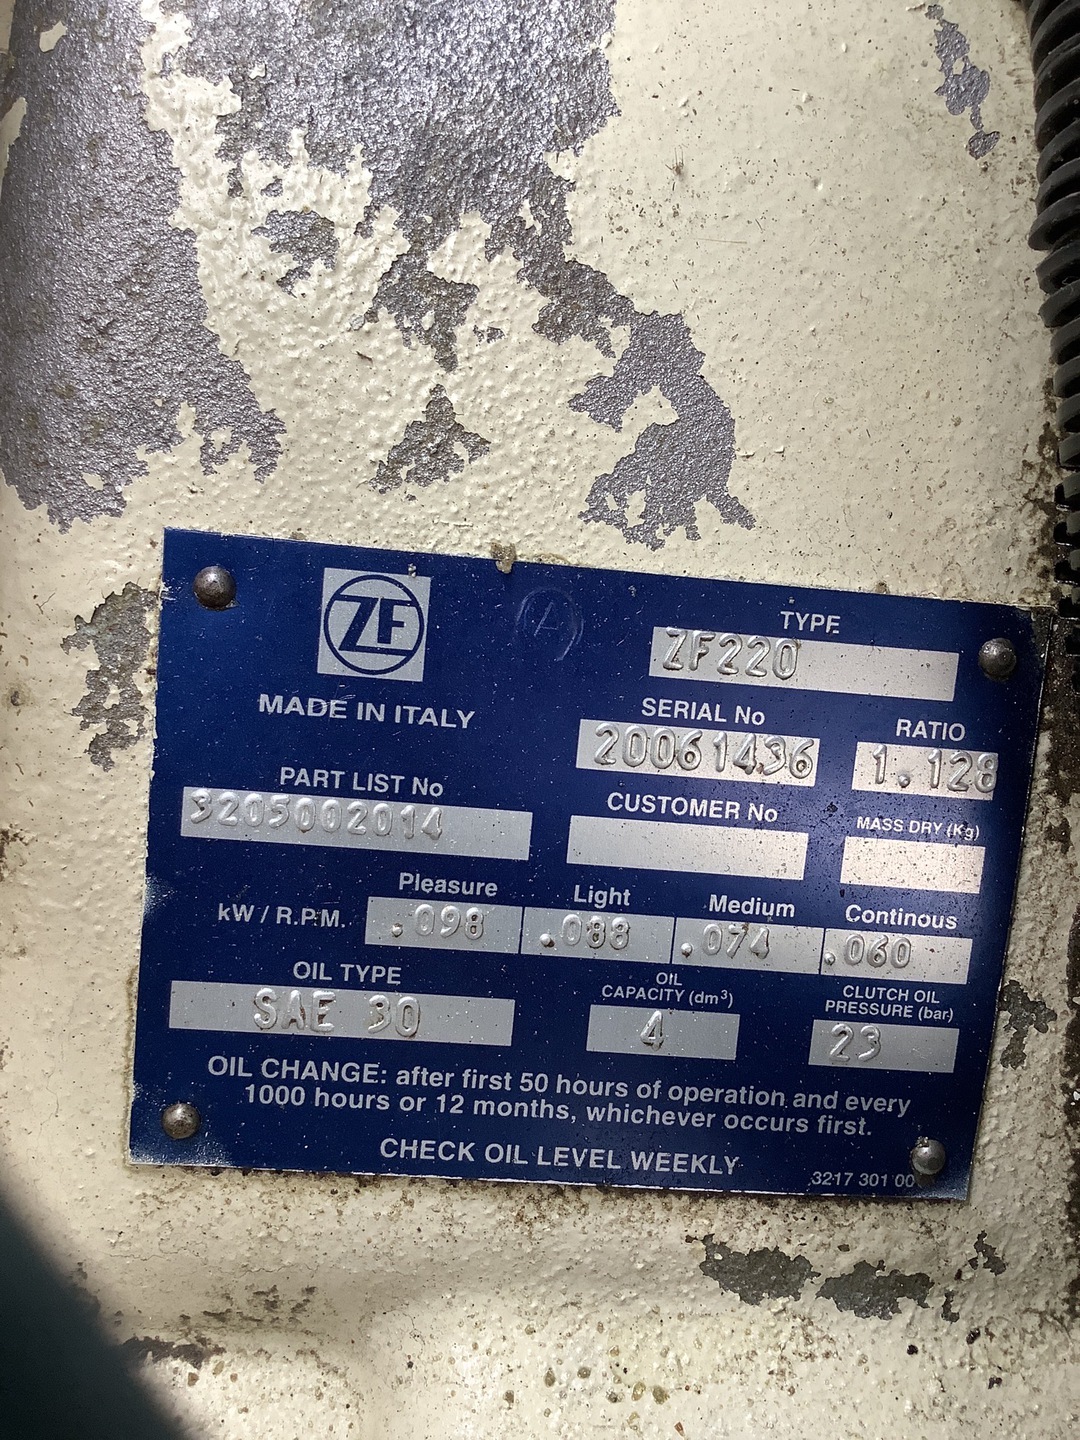 ZF
MADE IN ITALY
TYPE
ZF220
SERIAL No
20061436
RATIO
1.128
PART LIST No
3205002014
CUSTOMER No
MASS DRY (Kg)
kW / R.P.M.
Pleasure Light Medium Continous
.098 .088 .074 .060
OIL TYPE
SAE 30
OIL
CAPACITY (dm³)
4
CLUTCH OIL
PRESSURE (bar)
23
OIL CHANGE: after first 50 hours of operation and every
1000 hours or 12 months, whichever occurs first.
CHECK OIL LEVEL WEEKLY
3217 301 00